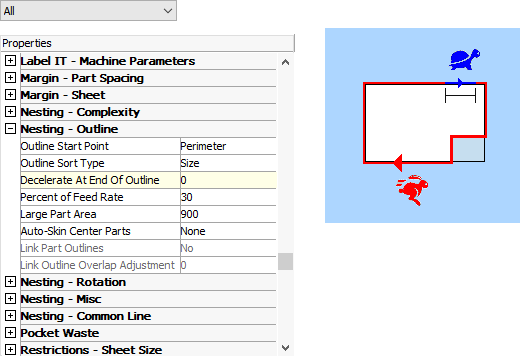 All
Properties
Label IT - Machine Parameters
Margin - Part Spacing
Margin - Sheet
Nesting - Complexity
Nesting - Outline
Outline Start Point Perimeter
Outline Sort Type Size
Decelerate At End Of Outline 0
Percent of Feed Rate 30
Large Part Area 900
Auto-Skin Center Parts None
Link Part Outlines No
Link Outline Overlap Adjustment 0
Nesting - Rotation
Nesting - Misc
Nesting - Common Line
Pocket Waste
Restrictions - Sheet Size